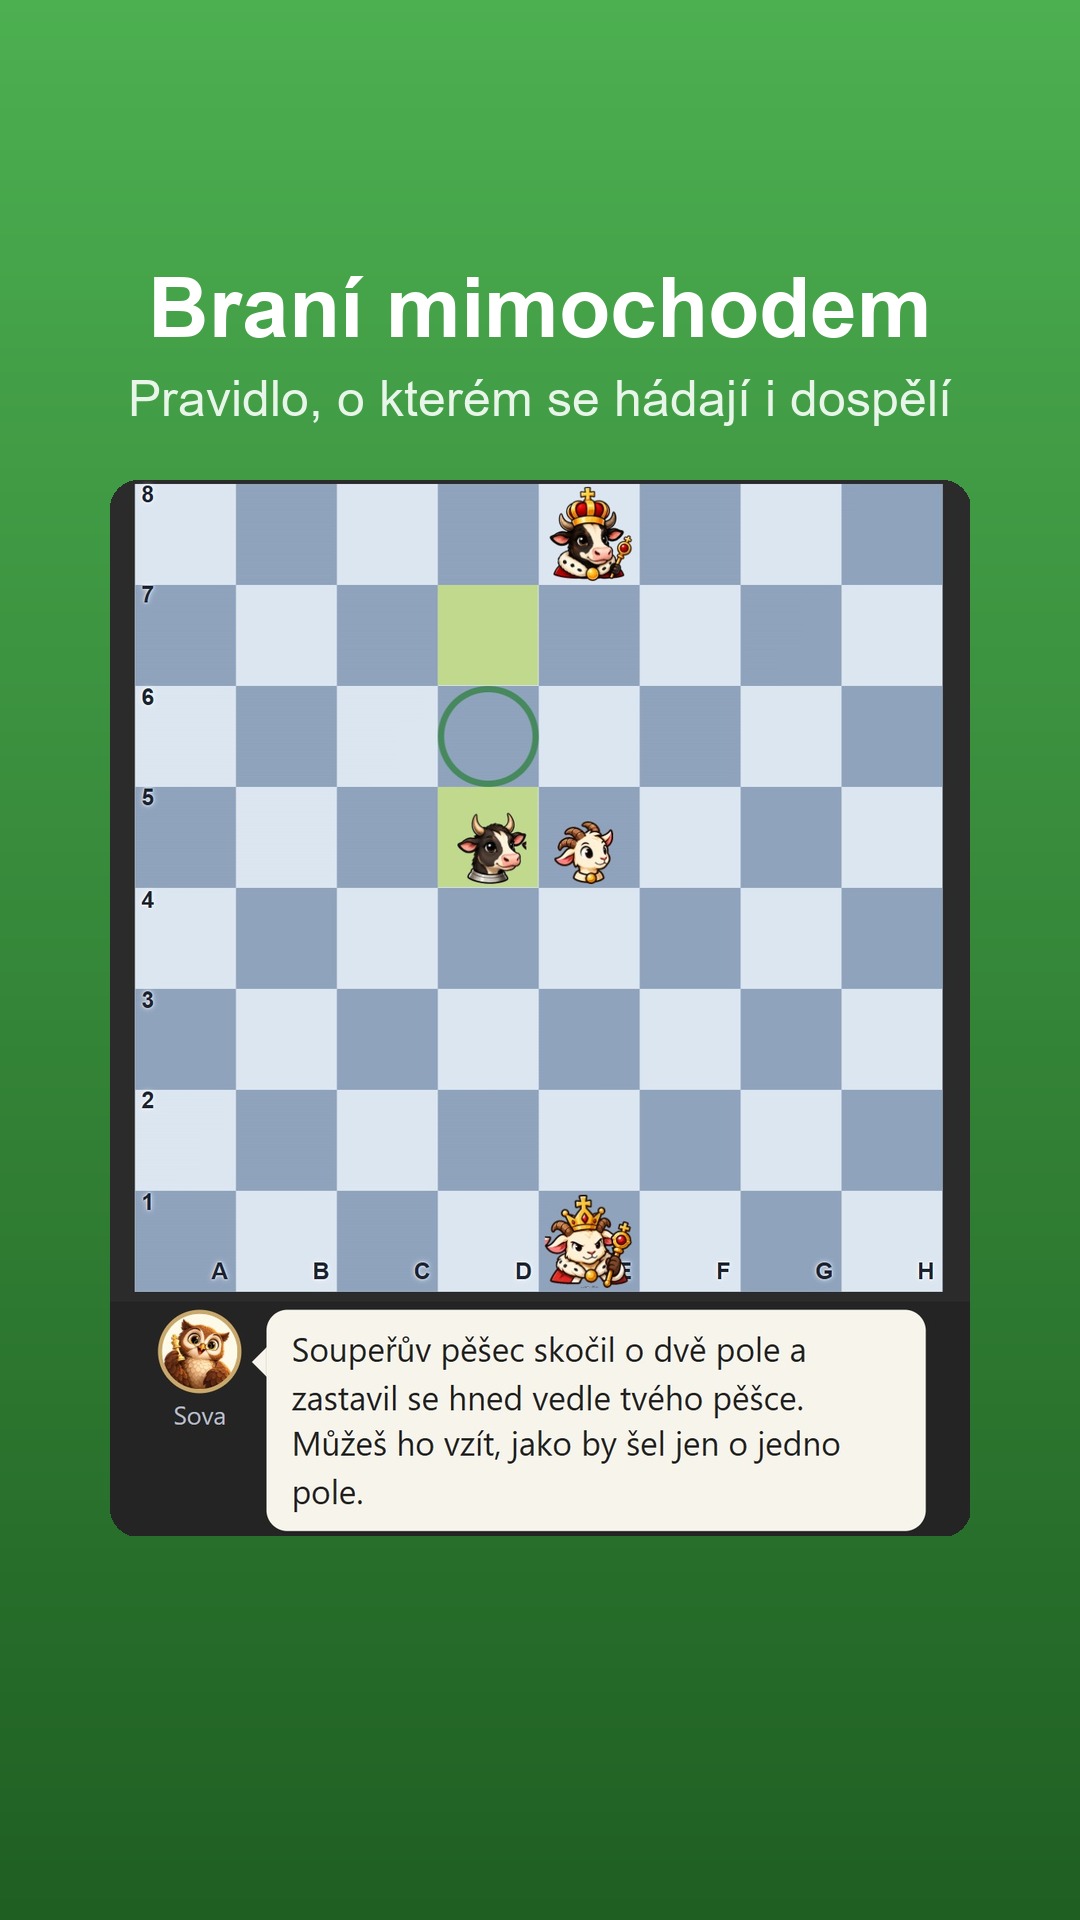 Braní mimochodem
Pravidlo, o kterém se hádají i dospělí
8
7
6
5
4
3
2
1
A B C D E F G H
Soupeřův pěšec skočil o dvě pole a
zastavil se hned vedle tvého pěšce.
Můžeš ho vzít, jako by šel jen o jedno
pole.
Sova